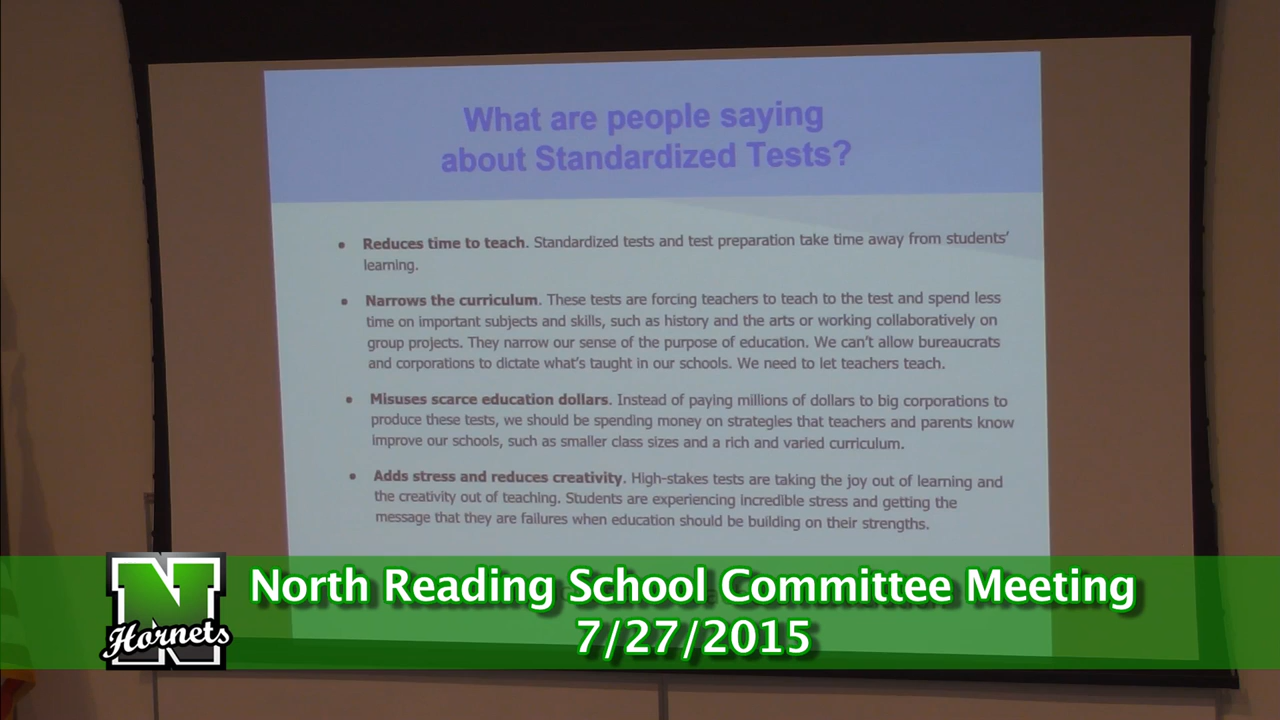 What are people saying
about Standardized Tests?
• Reduces time to teach. Standardized tests and test preparation take time away from students'
learning.
• Narrows the curriculum. These tests are forcing teachers to teach to the test and spend less
time on important subjects and skills, such as history and the arts or working collaboratively on
group projects. They narrow our sense of the purpose of education. We can't allow bureaucrats
and corporations to dictate what's taught in our schools. We need to let teachers teach.
• Misuses scarce education dollars. Instead of paying millions of dollars to big corporations to
produce these tests, we should be spending money on strategies that teachers and parents know
improve our schools, such as smaller class sizes and a rich and varied curriculum.
• Adds stress and reduces creativity. High-stakes tests are taking the joy out of learning and
the creativity out of teaching. Students are experiencing incredible stress and getting the
message that they are failures when education should be building on their strengths.
N
Hornets
North Reading School Committee Meeting
7/27/2015